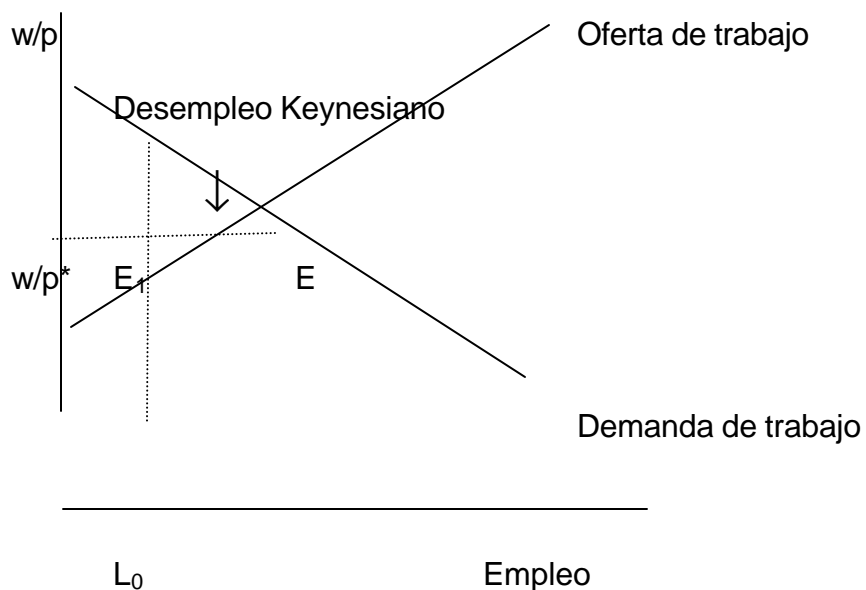 w/p Oferta de trabajo
Desempleo Keynesiano
w/p* E₁ E
Demanda de trabajo
L₀ Empleo